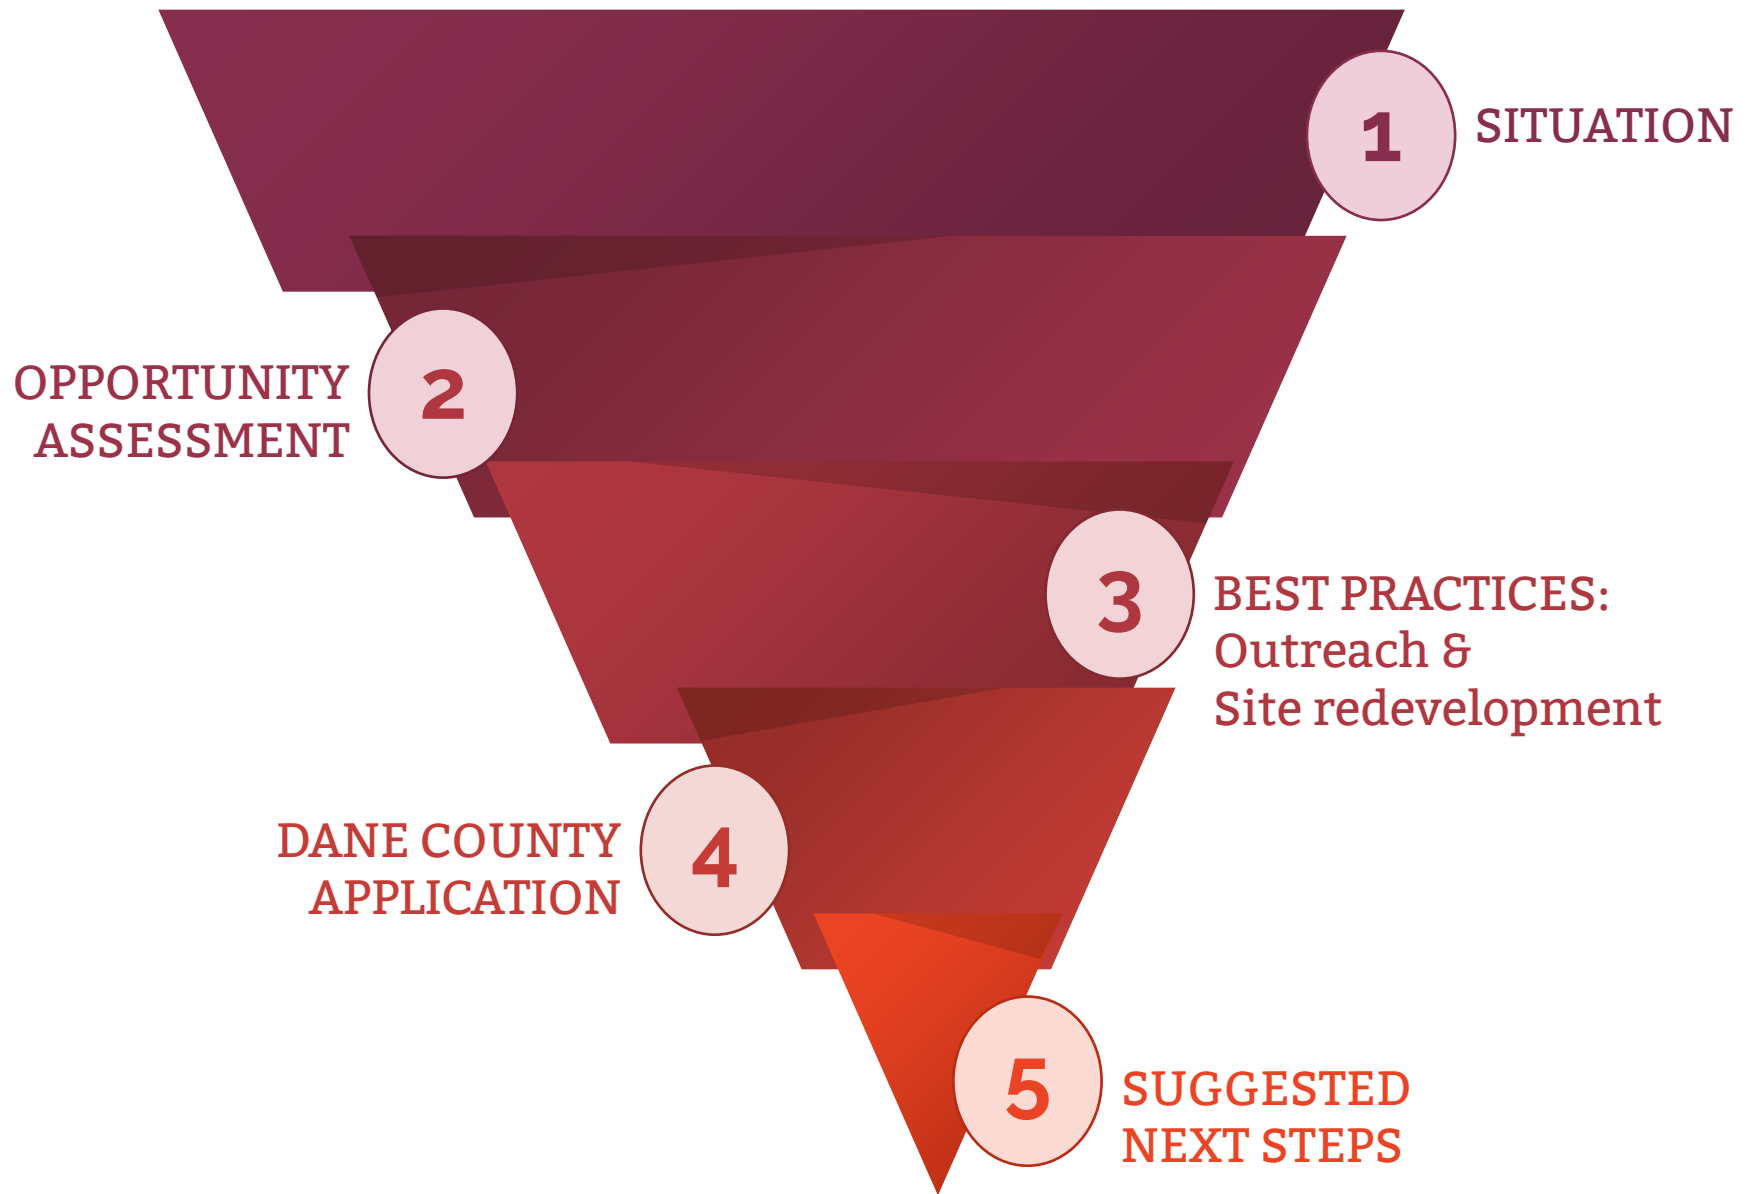 1
SITUATION
2
OPPORTUNITY
ASSESSMENT
3
BEST PRACTICES:
Outreach &
Site redevelopment
4
DANE COUNTY
APPLICATION
5
SUGGESTED
NEXT STEPS